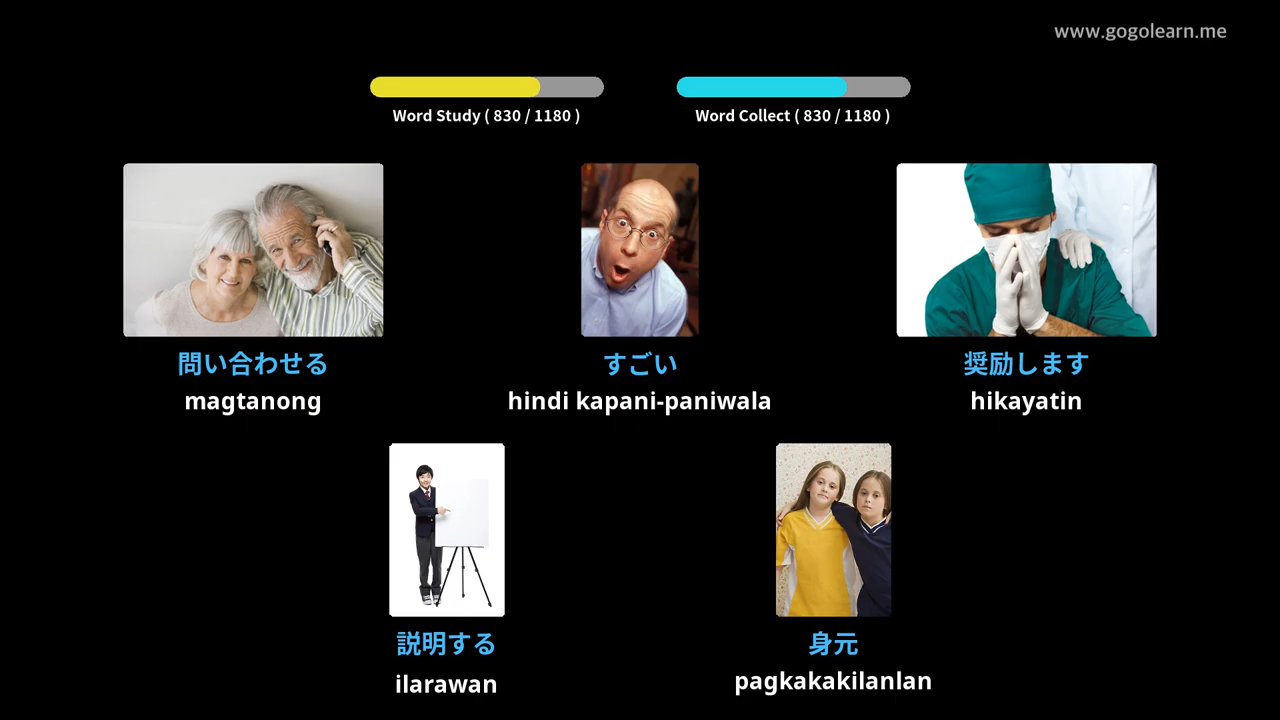 www.gogolearn.me
Word Study ( 830 / 1180 )
Word Collect ( 830 / 1180 )
問い合わせる
magtanong
すごい
hindi kapani-paniwala
奨励します
hikayatin
説明する
ilarawan
身元
pagkakakilanlan